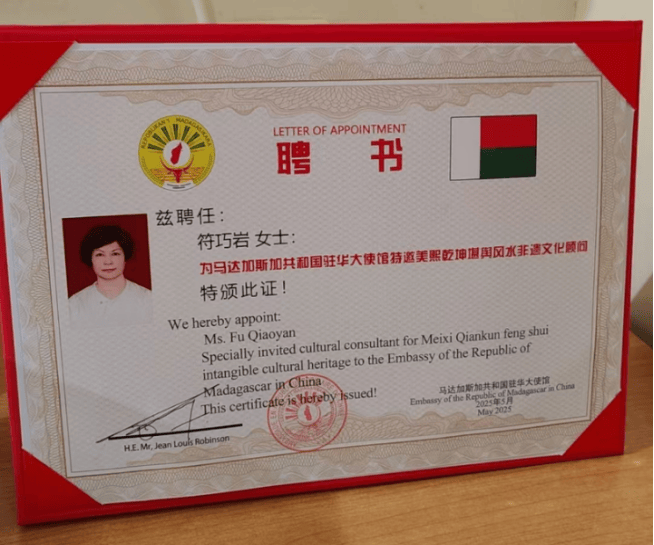 REPOBLIKAN'I MADAGASIKARA
LETTER OF APPOINTMENT
聘 书
兹聘任：
符巧岩 女士：
为马达加斯加共和国驻华大使馆特邀美熙乾坤堪舆风水非遗文化顾问
特颁此证！
We hereby appoint:
Ms. Fu Qiaoyan
Specially invited cultural consultant for Meixi Qiankun feng shui
intangible cultural heritage to the Embassy of the Republic of
Madagascar in China
This certificate is hereby issued!
马达加斯加共和国驻华大使馆
Embassy of the Republic of Madagascar in China
2025年5月
May 2025
H.E. Mr, Jean Louis Robinson